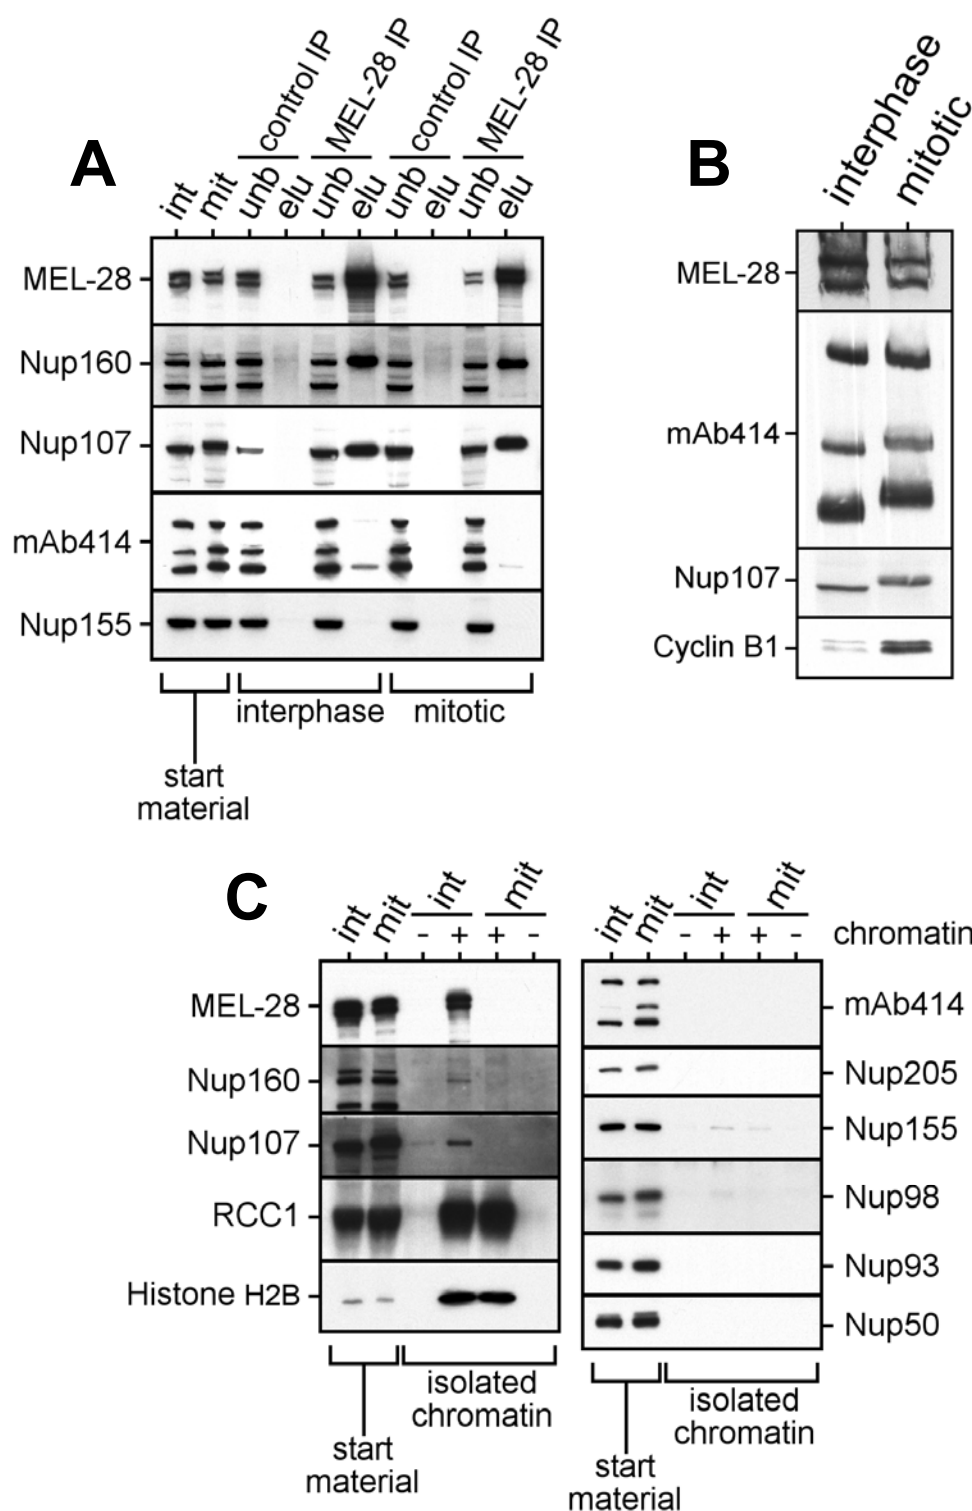 A
control IP
MEL-28 IP
control IP
MEL-28 IP
int
mit
unb
elu
unb
elu
unb
elu
unb
elu
MEL-28
Nup160
Nup107
mAb414
Nup155
interphase
mitotic
start
material
B
interphase
mitotic
MEL-28
mAb414
Nup107
Cyclin B1
C
int
mit
int
mit
- + + -
MEL-28
Nup160
Nup107
RCC1
Histone H2B
start
material
isolated
chromatin
int
mit
int
mit
- + + -
chromatin
mAb414
Nup205
Nup155
Nup98
Nup93
Nup50
start
material
isolated
chromatin